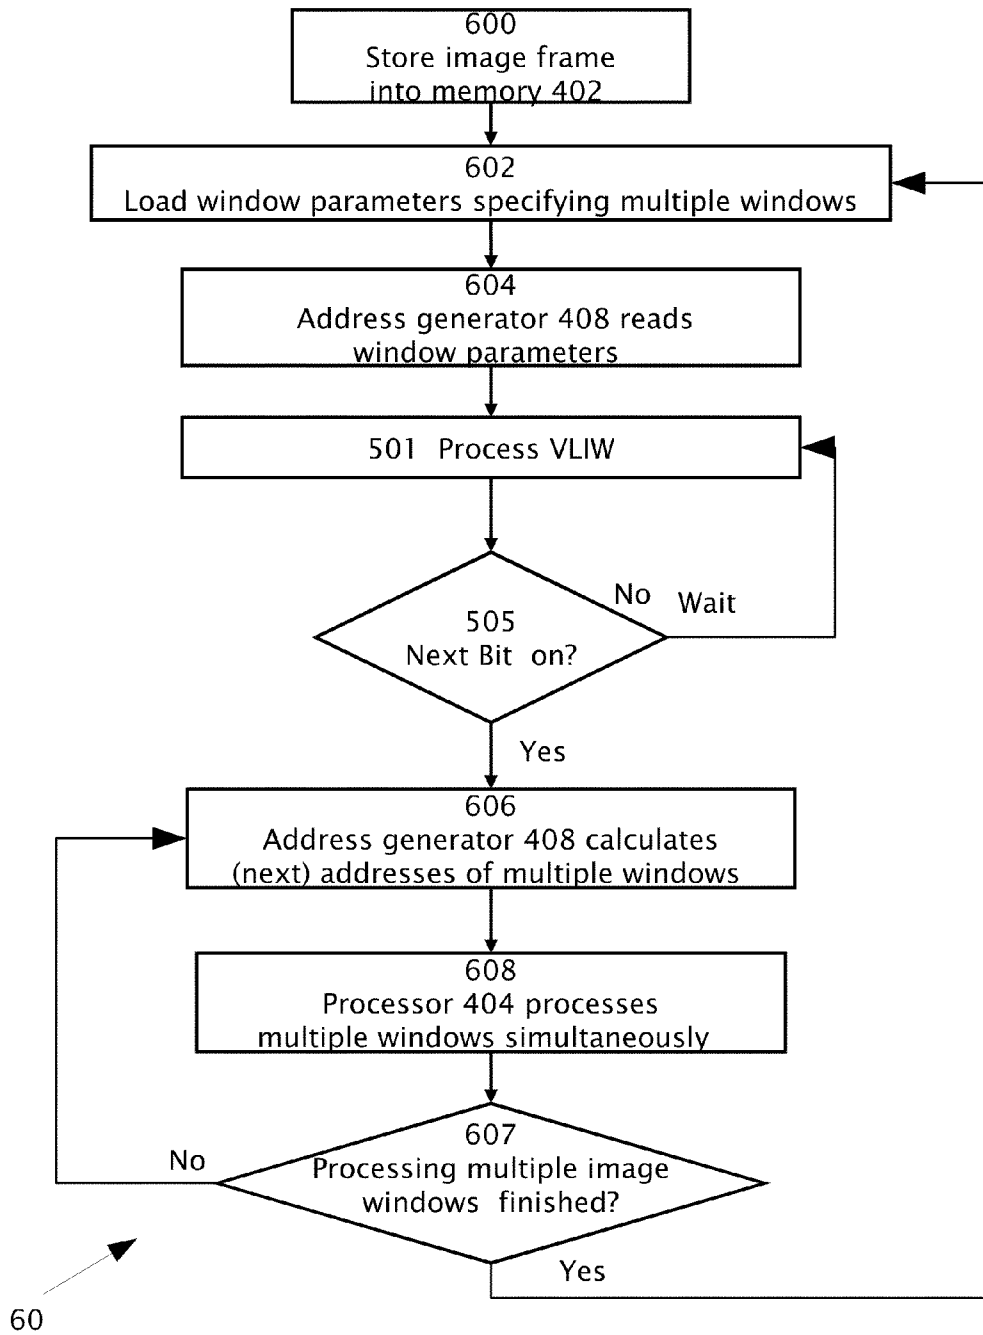 600
Store image frame
into memory 402
602
Load window parameters specifying multiple windows
604
Address generator 408 reads
window parameters
501 Process VLIW
No Wait
505
Next Bit on?
Yes
606
Address generator 408 calculates
(next) addresses of multiple windows
608
Processor 404 processes
multiple windows simultaneously
607
No
Processing multiple image
windows finished?
Yes
60